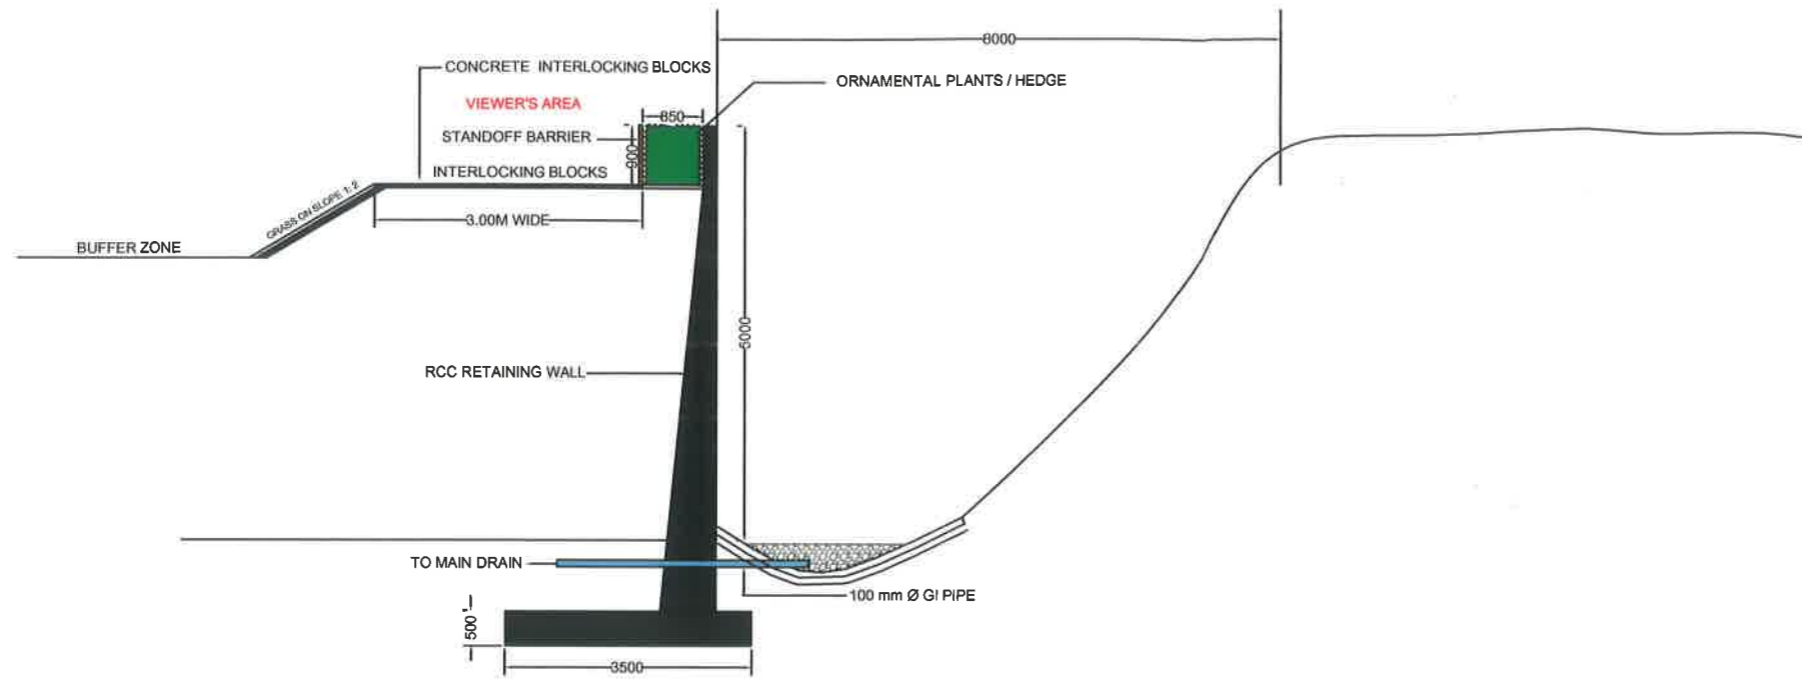 8000
CONCRETE INTERLOCKING BLOCKS
ORNAMENTAL PLANTS / HEDGE
VIEWER'S AREA
850
STANDOFF BARRIER
900
INTERLOCKING BLOCKS
GRASS ON SLOPE 1: 2
3.00M WIDE
BUFFER ZONE
6000
RCC RETAINING WALL
TO MAIN DRAIN
100 mm Ø GI PIPE
500
3500